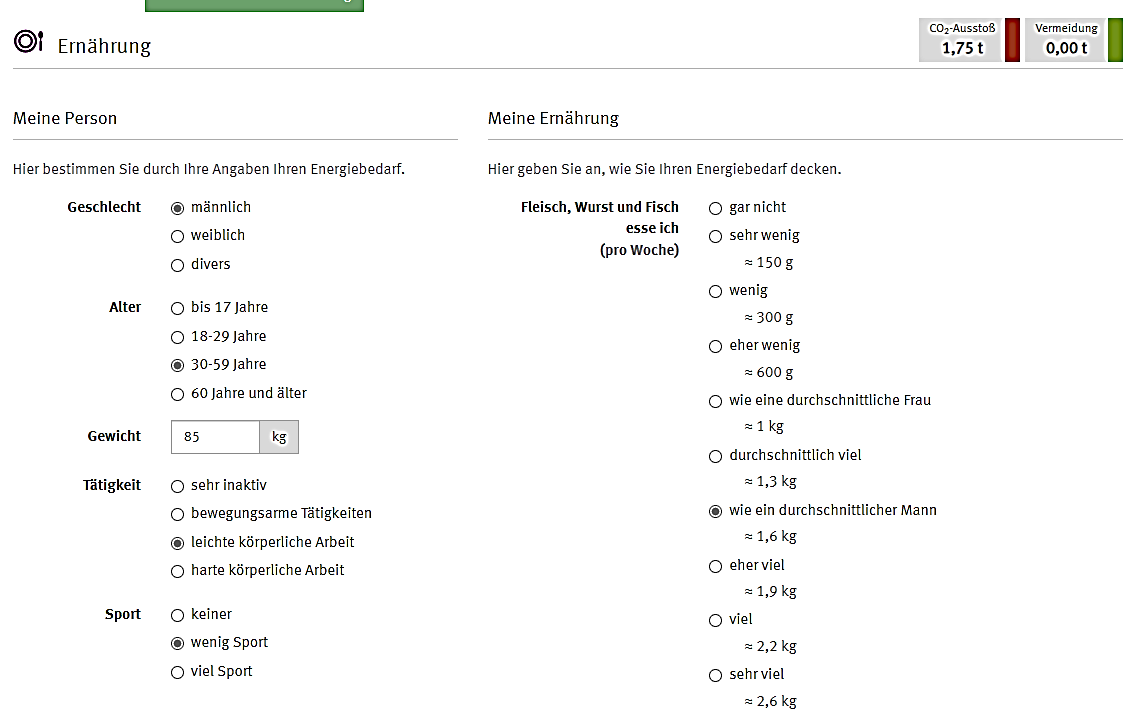 Ernährung
CO₂-Ausstoß
1,75 t
Vermeidung
0,00 t
Meine Person
Hier bestimmen Sie durch Ihre Angaben Ihren Energiebedarf.
Geschlecht
männlich
weiblich
divers
Alter
bis 17 Jahre
18-29 Jahre
30-59 Jahre
60 Jahre und älter
Gewicht
85 kg
Tätigkeit
sehr inaktiv
bewegungsarme Tätigkeiten
leichte körperliche Arbeit
harte körperliche Arbeit
Sport
keiner
wenig Sport
viel Sport
Meine Ernährung
Hier geben Sie an, wie Sie Ihren Energiebedarf decken.
Fleisch, Wurst und Fisch
esse ich
(pro Woche)
gar nicht
sehr wenig
≈ 150 g
wenig
≈ 300 g
eher wenig
≈ 600 g
wie eine durchschnittliche Frau
≈ 1 kg
durchschnittlich viel
≈ 1,3 kg
wie ein durchschnittlicher Mann
≈ 1,6 kg
eher viel
≈ 1,9 kg
viel
≈ 2,2 kg
sehr viel
≈ 2,6 kg